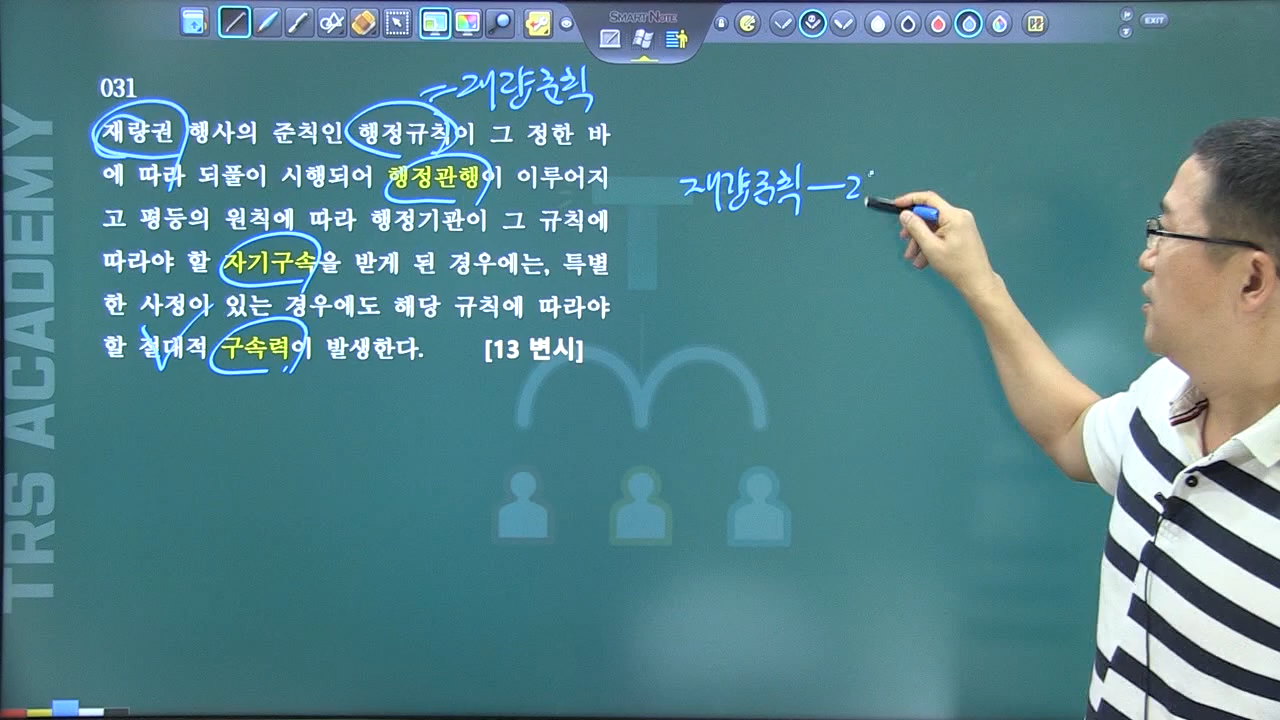 SMART NOTE
EXIT
031
재량준칙
재량권 행사의 준칙인 행정규칙이 그 정한 바
에 따라 되풀이 시행되어 행정관행이 이루어지
고 평등의 원칙에 따라 행정기관이 그 규칙에
따라야 할 자기구속을 받게 된 경우에는, 특별
한 사정이 있는 경우에도 해당 규칙에 따라야
할 절대적 구속력이 발생한다. [13 변시]
재량준칙 —
TRS ACADEMY